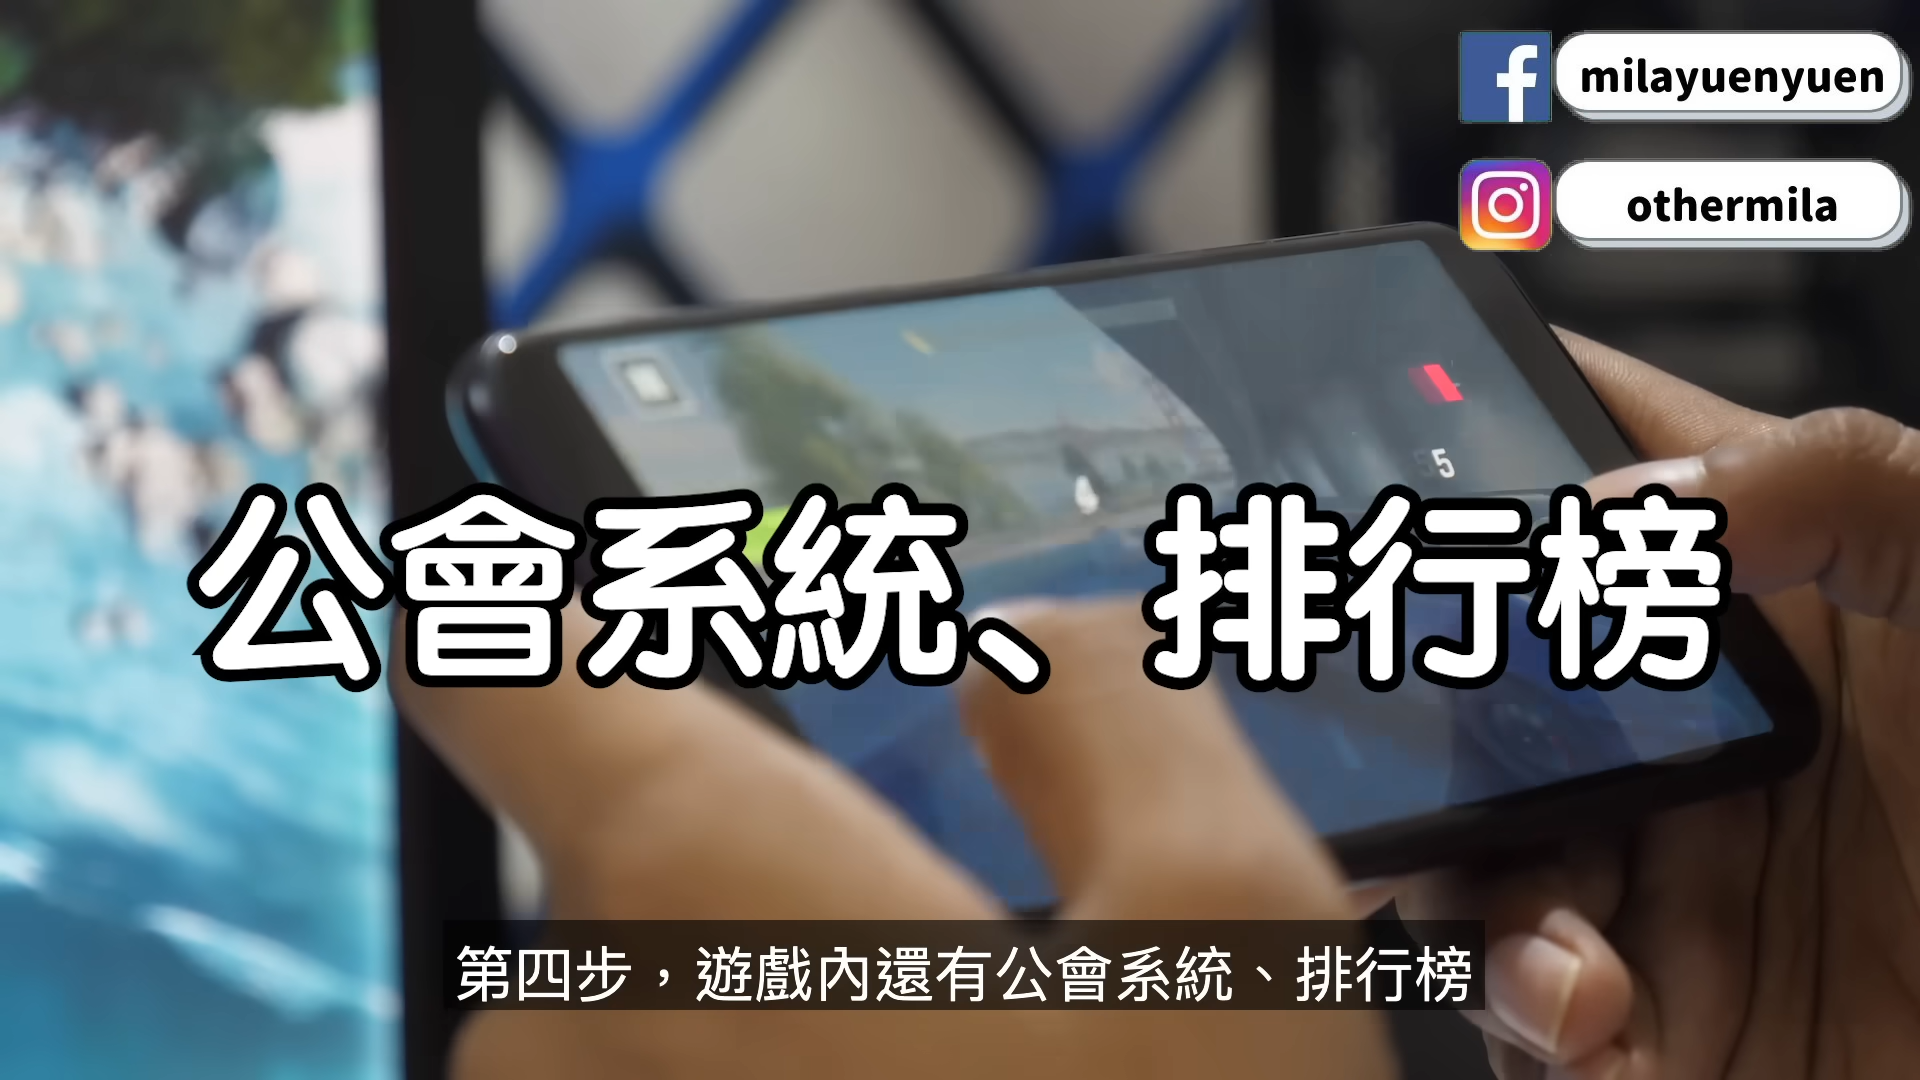 milayuenyuen
othermila
5
公會系統、排行榜
第四步，遊戲內還有公會系統、排行榜